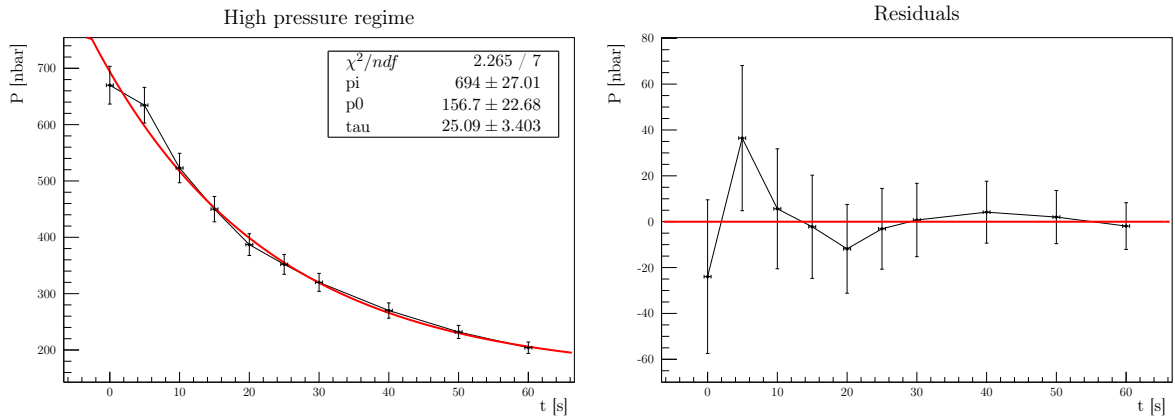 High pressure regime
P [nbar]
χ²/ndf 2.265 / 7
pi 694 ± 27.01
p0 156.7 ± 22.68
tau 25.09 ± 3.403
700
600
500
400
300
200
0 10 20 30 40 50 60
t [s]
Residuals
P [nbar]
80
60
40
20
0
-20
-40
-60
0 10 20 30 40 50 60
t [s]